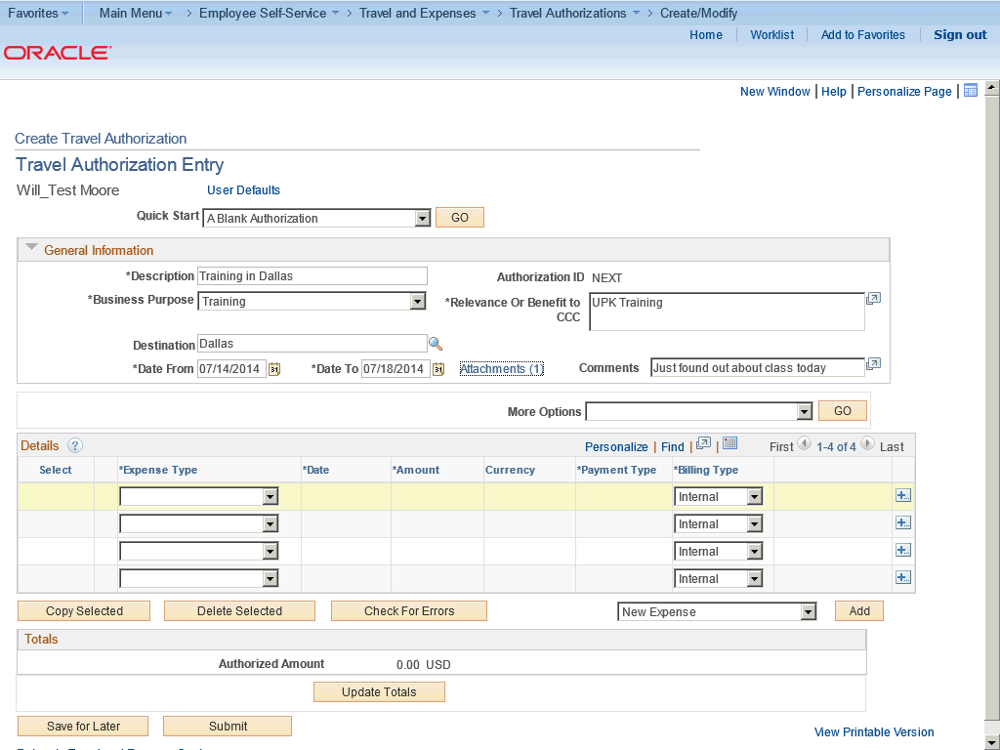 Favorites Main Menu > Employee Self-Service > Travel and Expenses > Travel Authorizations > Create/Modify
Home Worklist Add to Favorites Sign out
ORACLE
New Window | Help | Personalize Page |
Create Travel Authorization
Travel Authorization Entry
Will_Test Moore User Defaults
Quick Start A Blank Authorization GO
General Information
*Description Training in Dallas Authorization ID NEXT
*Business Purpose Training *Relevance Or Benefit to CCC UPK Training
Destination Dallas
*Date From 07/14/2014 31 *Date To 07/18/2014 31 Attachments (1) Comments Just found out about class today
More Options GO
Details ? Personalize | Find | | First 1-4 of 4 Last
Select *Expense Type *Date *Amount Currency *Payment Type *Billing Type
Internal
Internal
Internal
Internal
Copy Selected Delete Selected Check For Errors New Expense Add
Totals
Authorized Amount 0.00 USD
Update Totals
Save for Later Submit
View Printable Version